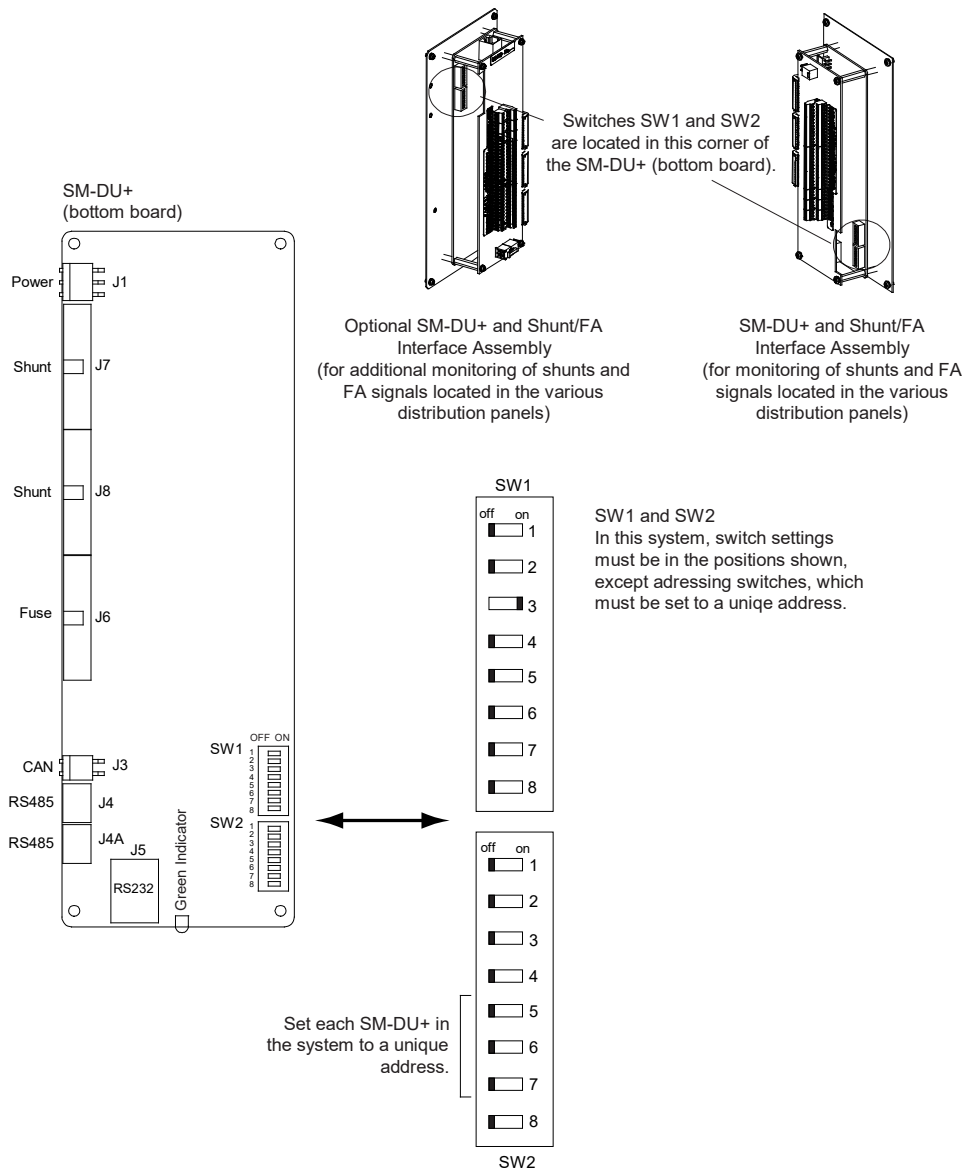 Switches SW1 and SW2
are located in this corner of
the SM-DU+ (bottom board).
Optional SM-DU+ and Shunt/FA
Interface Assembly
(for additional monitoring of shunts and
FA signals located in the various
distribution panels)
SM-DU+ and Shunt/FA
Interface Assembly
(for monitoring of shunts and FA
signals located in the various
distribution panels)
SM-DU+
(bottom board)
Power J1
Shunt J7
Shunt J8
Fuse J6
CAN J3
RS485 J4
RS485 J4A
J5
RS232
Green Indicator
OFF ON
SW1
1
2
3
4
5
6
7
8
SW2
1
2
3
4
5
6
7
8
SW1
off on
1
2
3
4
5
6
7
8
SW1 and SW2
In this system, switch settings
must be in the positions shown,
except adressing switches, which
must be set to a uniqe address.
off on
1
2
3
4
5
6
7
8
SW2
Set each SM-DU+ in
the system to a unique
address.